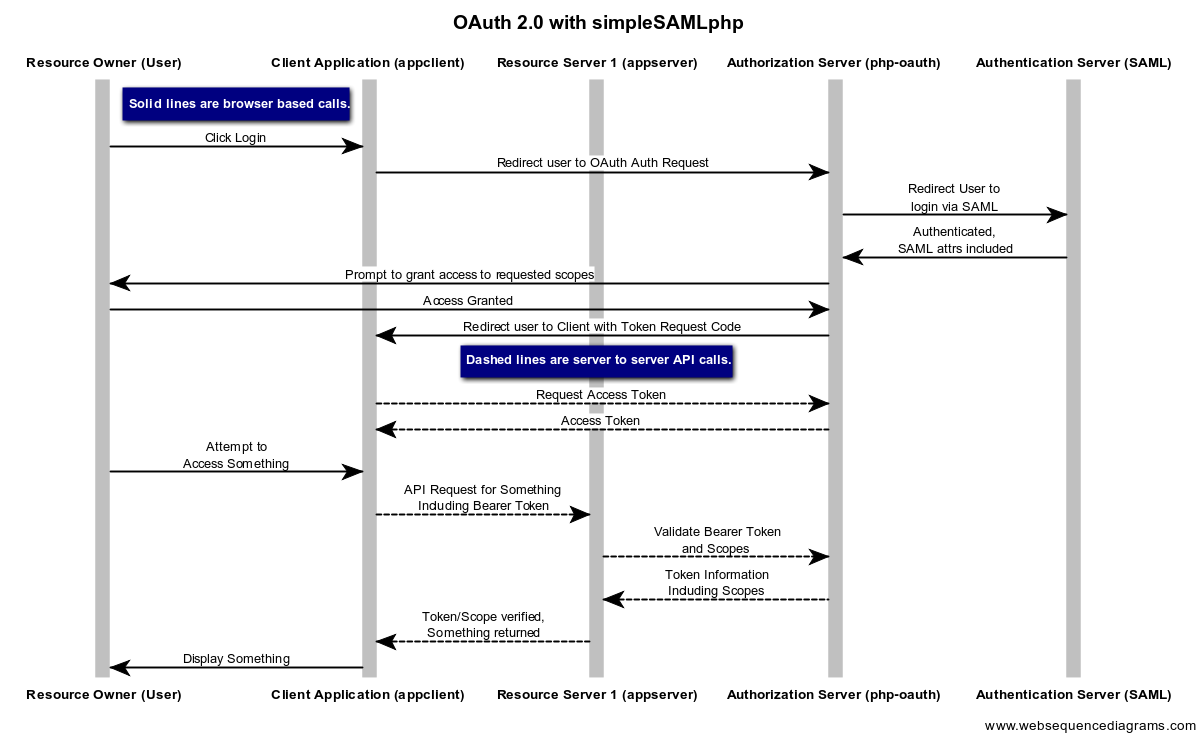 OAuth 2.0 with simpleSAMLphp
Resource Owner (User) Client Application (appclient) Resource Server 1 (appserver) Authorization Server (php-oauth) Authentication Server (SAML)
Solid lines are browser based calls.
Click Login
Redirect user to OAuth Auth Request
Redirect User to
login via SAML
Authenticated,
SAML attrs included
Prompt to grant access to requested scopes
Access Granted
Redirect user to Client with Token Request Code
Dashed lines are server to server API calls.
Request Access Token
Access Token
Attempt to
Access Something
API Request for Something
Including Bearer Token
Validate Bearer Token
and Scopes
Token Information
Including Scopes
Token/Scope verified,
Something returned
Display Something
Resource Owner (User) Client Application (appclient) Resource Server 1 (appserver) Authorization Server (php-oauth) Authentication Server (SAML)
www.websequencediagrams.com